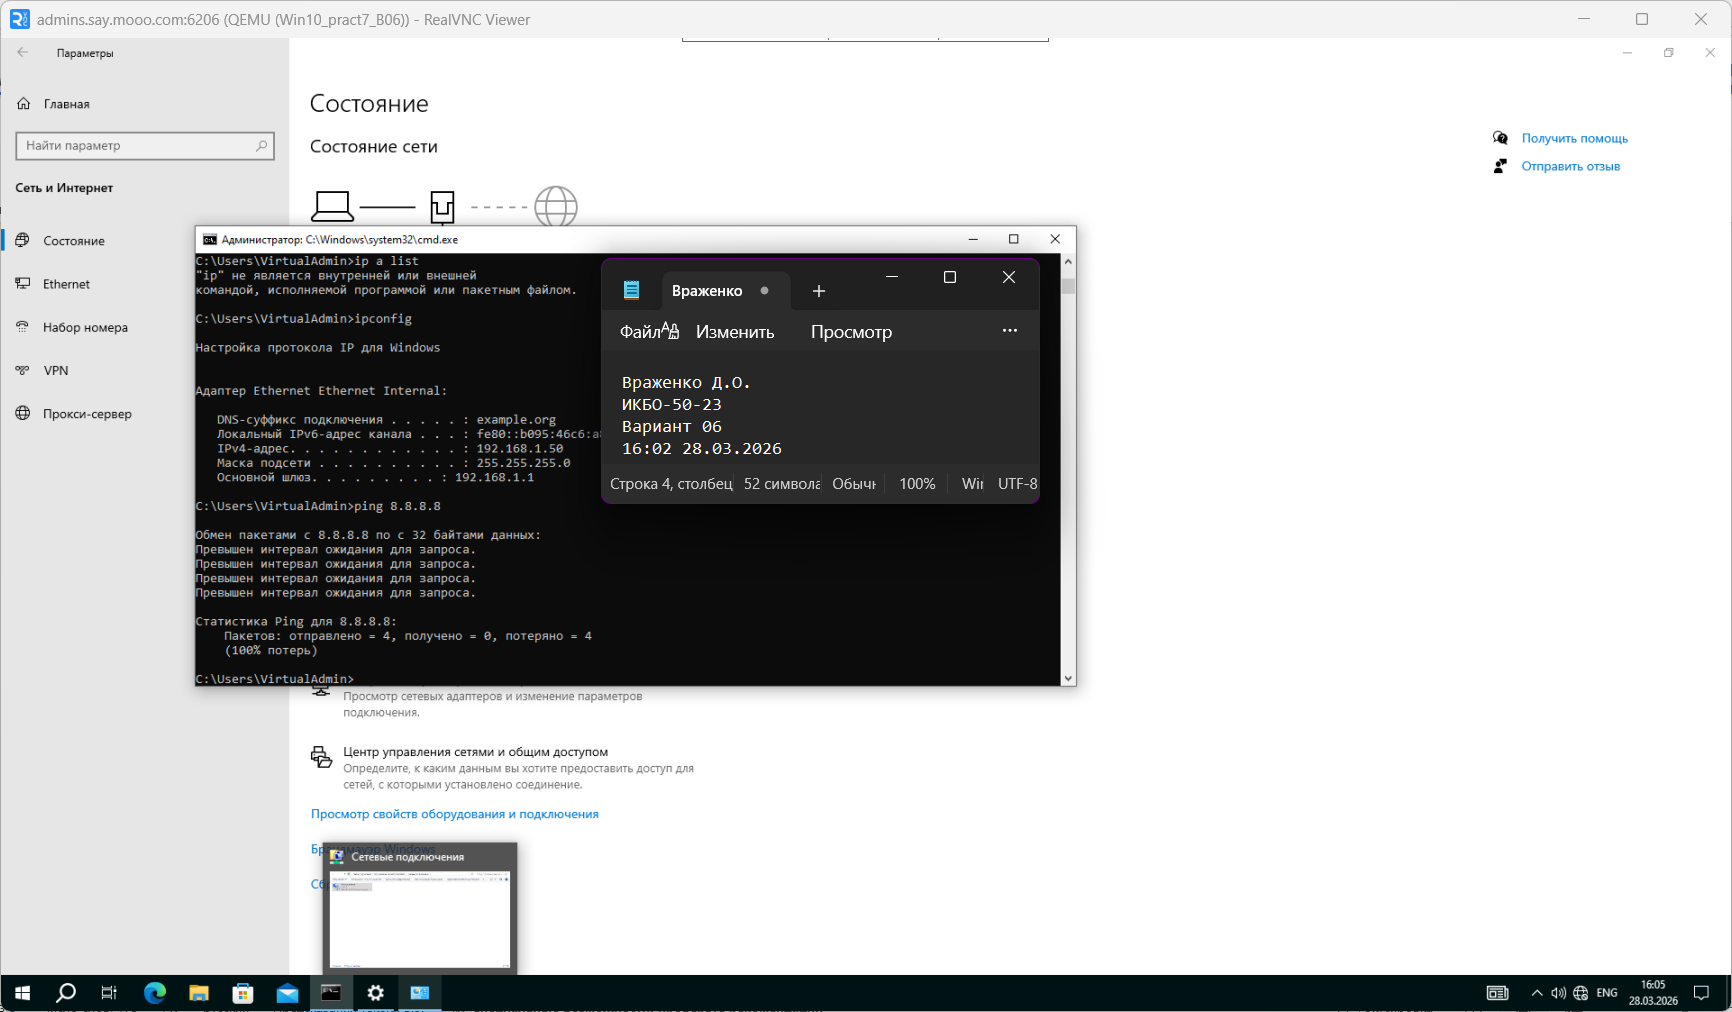 admins.say.mooo.com:6206 (QEMU (Win10_pract7_B06)) - RealVNC Viewer
Параметры
Главная
Найти параметр
Сеть и Интернет
Состояние
Ethernet
Набор номера
VPN
Прокси-сервер
Состояние
Состояние сети
Получить помощь
Отправить отзыв
Администратор: C:\Windows\system32\cmd.exe
C:\Users\VirtualAdmin>ip a list
"ip" не является внутренней или внешней
командой, исполняемой программой или пакетным файлом.
C:\Users\VirtualAdmin>ipconfig
Настройка протокола IP для Windows
Адаптер Ethernet Ethernet Internal:
DNS-суффикс подключения . . . . . : example.org
Локальный IPv6-адрес канала . . . : fe80::b095:46c6:a
IPv4-адрес. . . . . . . . . . . . : 192.168.1.50
Маска подсети . . . . . . . . . . : 255.255.255.0
Основной шлюз. . . . . . . . . : 192.168.1.1
C:\Users\VirtualAdmin>ping 8.8.8.8
Обмен пакетами с 8.8.8.8 по с 32 байтами данных:
Превышен интервал ожидания для запроса.
Превышен интервал ожидания для запроса.
Превышен интервал ожидания для запроса.
Превышен интервал ожидания для запроса.
Статистика Ping для 8.8.8.8:
Пакетов: отправлено = 4, получено = 0, потеряно = 4
(100% потерь)
C:\Users\VirtualAdmin>
Враженко
Файл Изменить Просмотр
Враженко Д.О.
ИКБО-50-23
Вариант 06
16:02 28.03.2026
Строка 4, столбец 52 символа Обычн 100% Wir UTF-8
Просмотр сетевых адаптеров и изменение параметров
подключения.
Центр управления сетями и общим доступом
Определите, к каким данным вы хотите предоставить доступ для
сетей, с которыми установлено соединение.
Просмотр свойств оборудования и подключения
Брандмауэр Windows
Сетевые подключения
Сб
ENG
16:05
28.03.2026